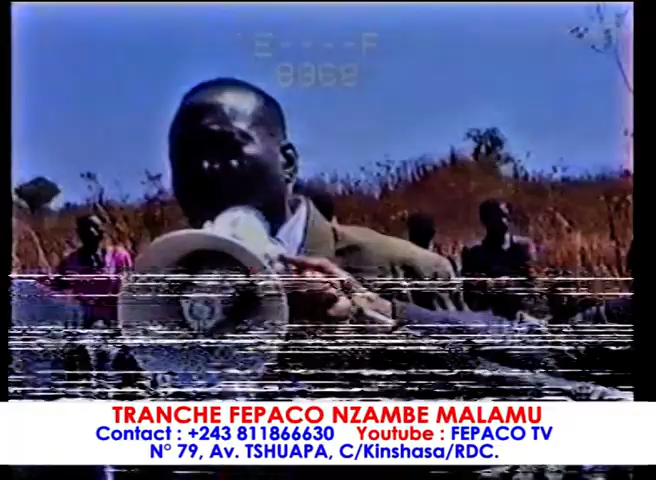 E----F
TRANCHE FEPACO NZAMBE MALAMU
Contact : +243 811866630 Youtube : FEPACO TV
N° 79, Av. TSHUAPA, C/Kinshasa/RDC.